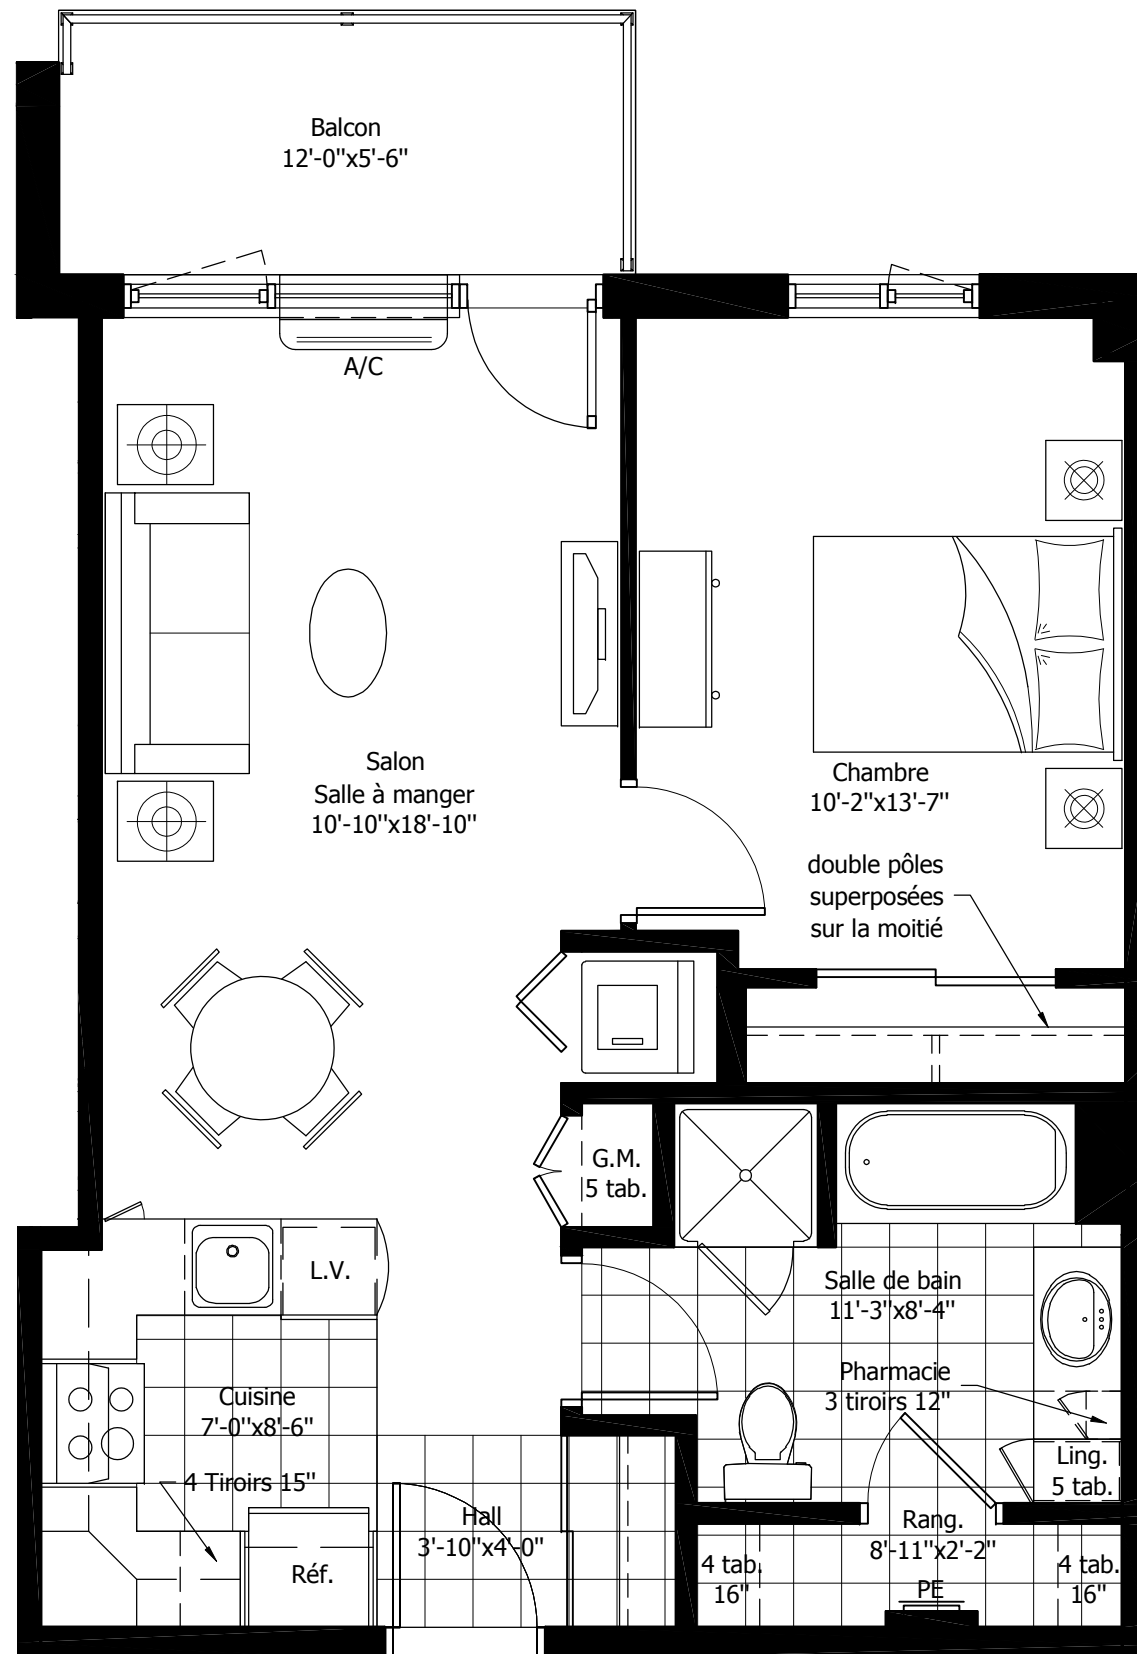 Balcon
12'-0"x5'-6"
A/C
Salon
Salle à manger
10'-10"x18'-10"
Chambre
10'-2"x13'-7"
double pôles
superposées
sur la moitié
G.M.
5 tab.
L.V.
Salle de bain
11'-3"x8'-4"
Pharmacie
3 tiroirs 12"
Cuisine
7'-0"x8'-6"
4 Tiroirs 15"
Ling.
5 tab.
Hall
3'-10"x4'-0"
Rang.
8'-11"x2'-2"
Réf.
4 tab.
16"
PE
4 tab.
16"